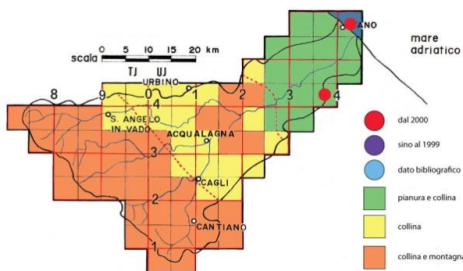 scala
0 5 10 15 20 km
TJ UJ
URBINO
ANO
mare
adriatico
8 9 0 1 2 3 4
4
S. ANGELO
IN VADO
ACQUALAGNA
3
CAGLI
2
CANTIANO
1
dal 2000
sino al 1999
dato bibliografico
pianura e collina
collina
collina e montagna